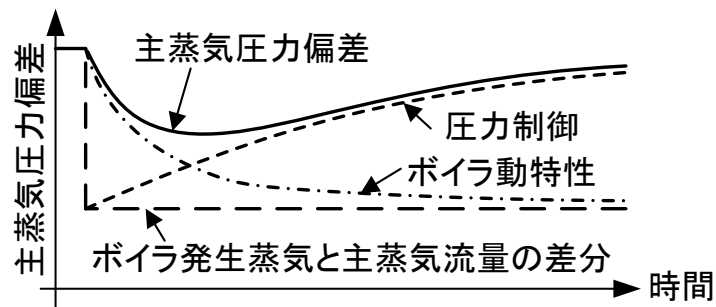 主蒸気圧力偏差
主蒸気圧力偏差
圧力制御
ボイラ動特性
ボイラ発生蒸気と主蒸気流量の差分
時間